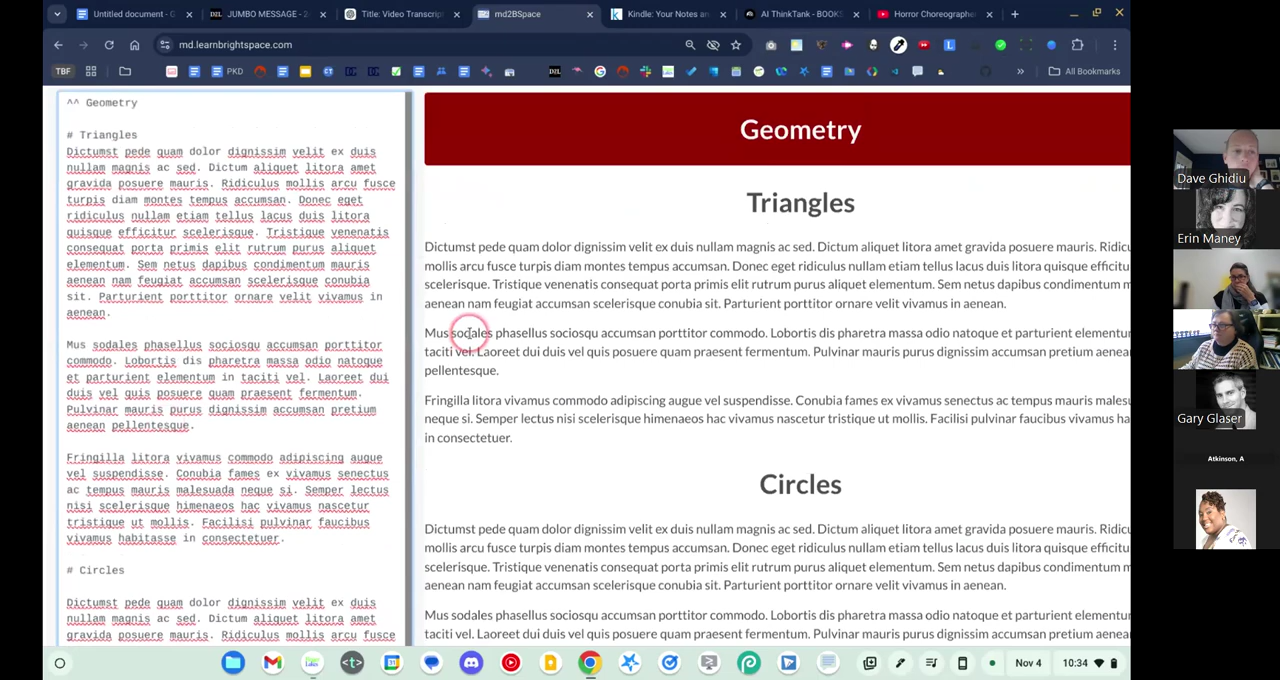 Untitled document - G
JUMBO MESSAGE - 2
Title: Video Transcrip
md2BSpace
Kindle: Your Notes an
AI ThinkTank - BOOKS
Horror Choreographe
md.learnbrightspace.com
TBF
PKD
D2L
All Bookmarks
^^ Geometry
# Triangles
Dictumst pede quam dolor dignissim velit ex duis
nullam magnis ac sed. Dictum aliquet litora amet
gravida posuere mauris. Ridiculus mollis arcu fusce
turpis diam montes tempus accumsan. Donec eget
ridiculus nullam etiam tellus lacus duis litora
quisque efficitur scelerisque. Tristique venenatis
consequat porta primis elit rutrum purus aliquet
elementum. Sem netus dapibus condimentum mauris
aenean nam feugiat accumsan scelerisque conubia
sit. Parturient porttitor ornare velit vivamus in
aenean.
Mus sodales phasellus sociosqu accumsan porttitor
commodo. Lobortis dis pharetra massa odio natoque
et parturient elementum in taciti vel. Laoreet dui
duis vel quis posuere quam praesent fermentum.
Pulvinar mauris purus dignissim accumsan pretium
aenean pellentesque.
Fringilla litora vivamus commodo adipiscing augue
vel suspendisse. Conubia fames ex vivamus senectus
ac tempus mauris malesuada neque si. Semper lectus
nisi scelerisque himenaeos hac vivamus nascetur
tristique ut mollis. Facilisi pulvinar faucibus
vivamus habitasse in consectetuer.
# Circles
Dictumst pede quam dolor dignissim velit ex duis
nullam magnis ac sed. Dictum aliquet litora amet
gravida posuere mauris. Ridiculus mollis arcu fusce
Geometry
Triangles
Dictumst pede quam dolor dignissim velit ex duis nullam magnis ac sed. Dictum aliquet litora amet gravida posuere mauris. Ridic
mollis arcu fusce turpis diam montes tempus accumsan. Donec eget ridiculus nullam etiam tellus lacus duis litora quisque efficitu
scelerisque. Tristique venenatis consequat porta primis elit rutrum purus aliquet elementum. Sem netus dapibus condimentum m
aenean nam feugiat accumsan scelerisque conubia sit. Parturient porttitor ornare velit vivamus in aenean.
Mus sodales phasellus sociosqu accumsan porttitor commodo. Lobortis dis pharetra massa odio natoque et parturient elementum
taciti vel. Laoreet dui duis vel quis posuere quam praesent fermentum. Pulvinar mauris purus dignissim accumsan pretium aenean
pellentesque.
Fringilla litora vivamus commodo adipiscing augue vel suspendisse. Conubia fames ex vivamus senectus ac tempus mauris males
neque si. Semper lectus nisi scelerisque himenaeos hac vivamus nascetur tristique ut mollis. Facilisi pulvinar faucibus vivamus ha
in consectetuer.
Circles
Dictumst pede quam dolor dignissim velit ex duis nullam magnis ac sed. Dictum aliquet litora amet gravida posuere mauris. Ridic
mollis arcu fusce turpis diam montes tempus accumsan. Donec eget ridiculus nullam etiam tellus lacus duis litora quisque efficitu
scelerisque. Tristique venenatis consequat porta primis elit rutrum purus aliquet elementum. Sem netus dapibus condimentum m
aenean nam feugiat accumsan scelerisque conubia sit. Parturient porttitor ornare velit vivamus in aenean.
Mus sodales phasellus sociosqu accumsan porttitor commodo. Lobortis dis pharetra massa odio natoque et parturient elementum
taciti vel. Laoreet dui duis vel quis posuere quam praesent fermentum. Pulvinar mauris purus dignissim accumsan pretium aenean
Nov 4
10:34
Dave Ghidiu
Erin Maney
Gary Glaser
Atkinson, A